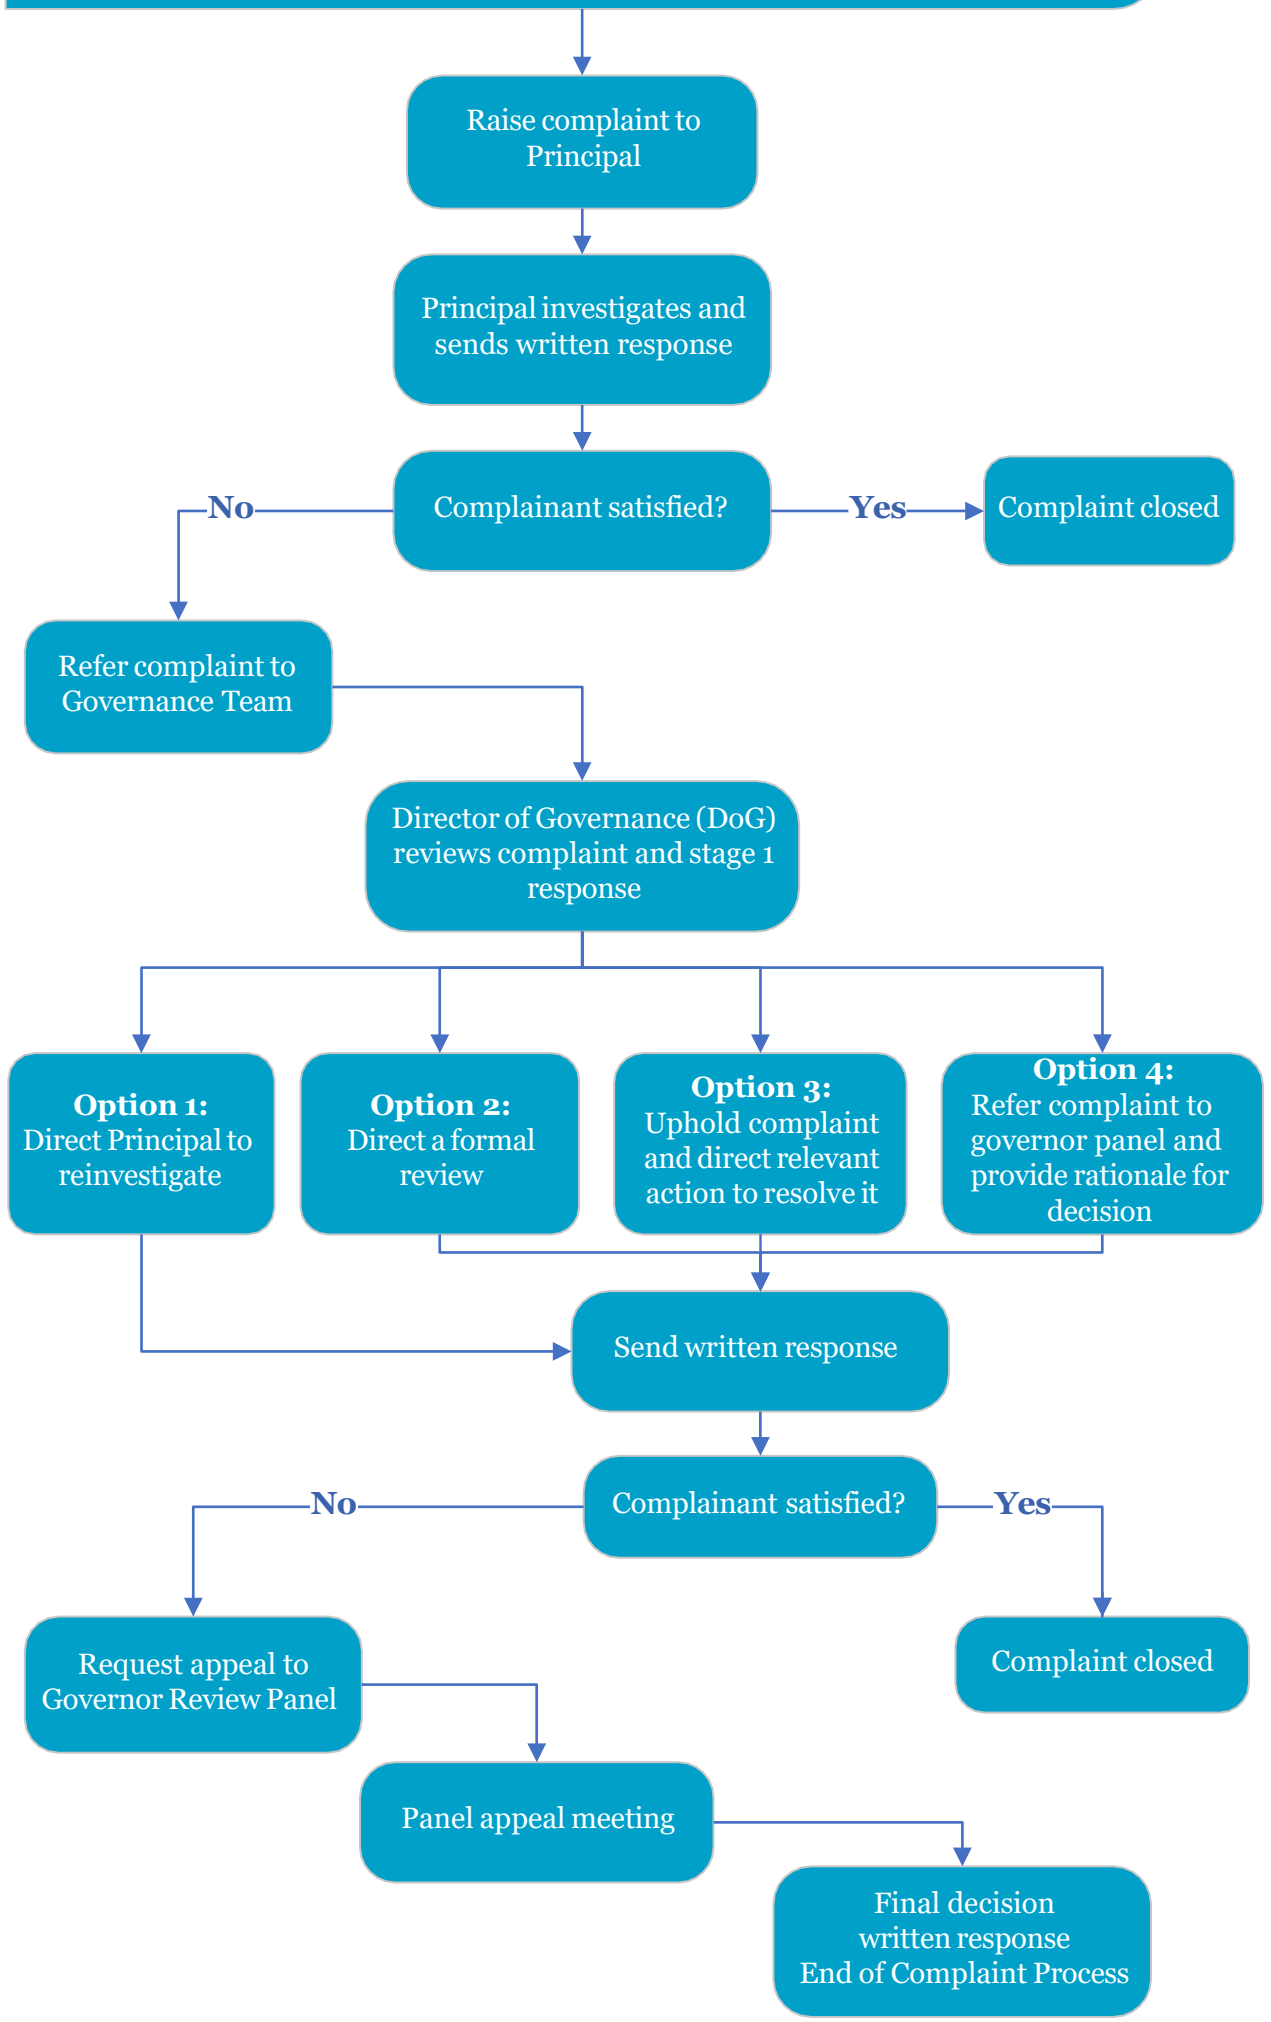 Raise complaint to
Principal
Principal investigates and
sends written response
No
Complainant satisfied?
Yes
Complaint closed
Refer complaint to
Governance Team
Director of Governance (DoG)
reviews complaint and stage 1
response
Option 1:
Direct Principal to
reinvestigate
Option 2:
Direct a formal
review
Option 3:
Uphold complaint
and direct relevant
action to resolve it
Option 4:
Refer complaint to
governor panel and
provide rationale for
decision
Send written response
No
Complainant satisfied?
Yes
Request appeal to
Governor Review Panel
Complaint closed
Panel appeal meeting
Final decision
written response
End of Complaint Process